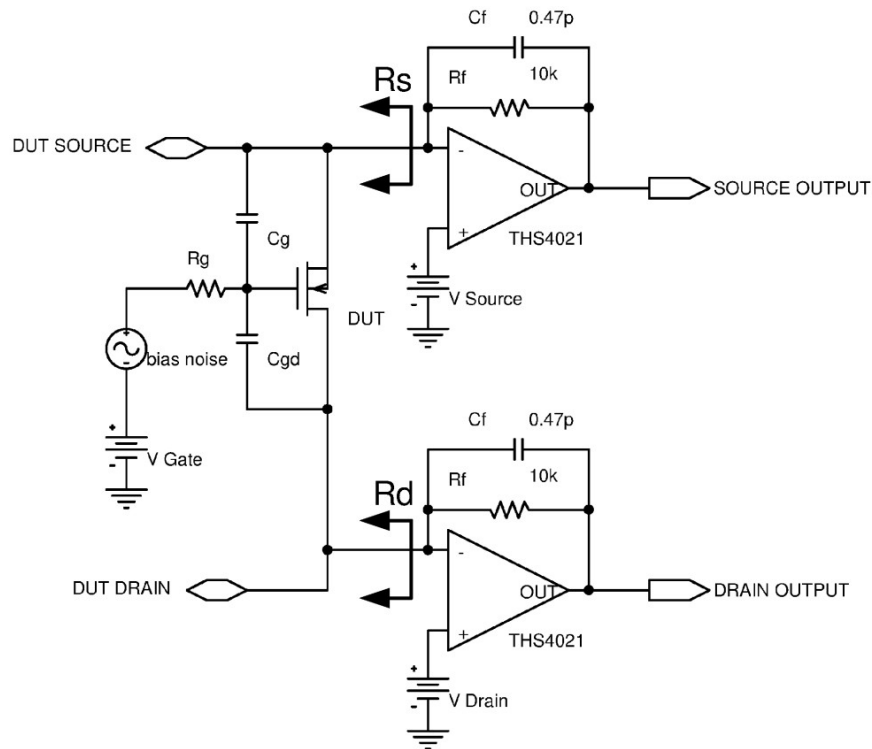 Cf 0.47p
Rf 10k
Rs
DUT SOURCE
-
OUT
SOURCE OUTPUT
+
THS4021
Cg
Rg
+
-
V Source
DUT
+
-
bias noise
Cgd
+
-
V Gate
Cf 0.47p
Rf 10k
Rd
-
DUT DRAIN
OUT
DRAIN OUTPUT
+
THS4021
+
-
V Drain